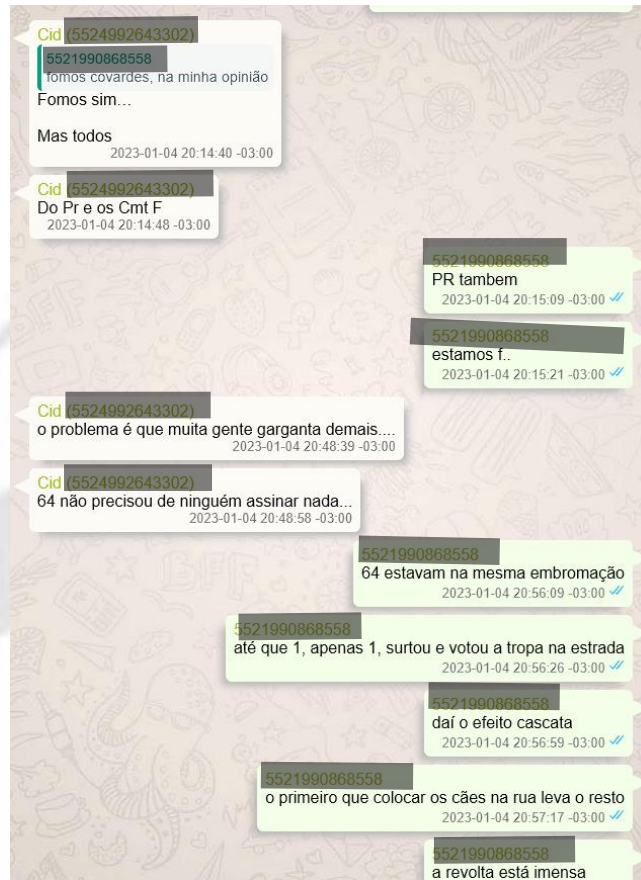 Cid (5524992643302)
5521990868558
fomos covardes, na minha opinião
Fomos sim...
Mas todos
2023-01-04 20:14:40 -03:00
Cid (5524992643302)
Do Pr e os Cmt F
2023-01-04 20:14:48 -03:00
5521990868558
PR tambem
2023-01-04 20:15:09 -03:00
5521990868558
estamos f..
2023-01-04 20:15:21 -03:00
Cid (5524992643302)
o problema é que muita gente garganta demais....
2023-01-04 20:48:39 -03:00
Cid (5524992643302)
64 não precisou de ninguém assinar nada...
2023-01-04 20:48:58 -03:00
5521990868558
64 estavam na mesma embromação
2023-01-04 20:56:09 -03:00
5521990868558
até que 1, apenas 1, surtou e votou a tropa na estrada
2023-01-04 20:56:26 -03:00
5521990868558
daí o efeito cascata
2023-01-04 20:56:59 -03:00
5521990868558
o primeiro que colocar os cães na rua leva o resto
2023-01-04 20:57:17 -03:00
5521990868558
a revolta está imensa